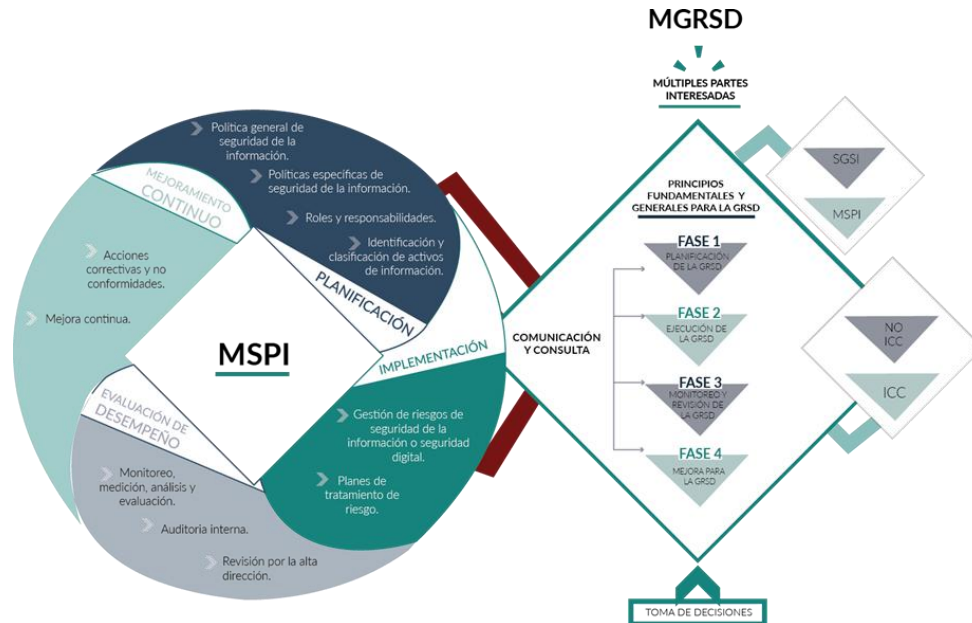 MGRSD
MÚLTIPLES PARTES
INTERESADAS
Política general de
seguridad de la
información.
Políticas específicas de
seguridad de la información.
Roles y responsabilidades.
Identificación y
clasificación de activos
de información.
PLANIFICACIÓN
MEJORAMIENTO
CONTINUO
Acciones
correctivas y no
conformidades.
Mejora continua.
MSPI
IMPLEMENTACIÓN
Gestión de riesgos de
seguridad de la
información o seguridad
digital.
Planes de
tratamiento de
riesgo.
EVALUACIÓN DE
DESEMPEÑO
Monitoreo,
medición, análisis y
evaluación.
Auditoria interna.
Revisión por la alta
dirección.
PRINCIPIOS
FUNDAMENTALES Y
GENERALES PARA LA GRSD
COMUNICACIÓN
Y CONSULTA
FASE 1
PLANIFICACIÓN
DE LA GRSD
FASE 2
EJECUCIÓN DE
LA GRSD
FASE 3
MONITOREO Y
REVISIÓN DE
LA GRSD
FASE 4
MEJORA PARA
LA GRSD
SGSI
MSPI
NO
ICC
ICC
TOMA DE DECISIONES